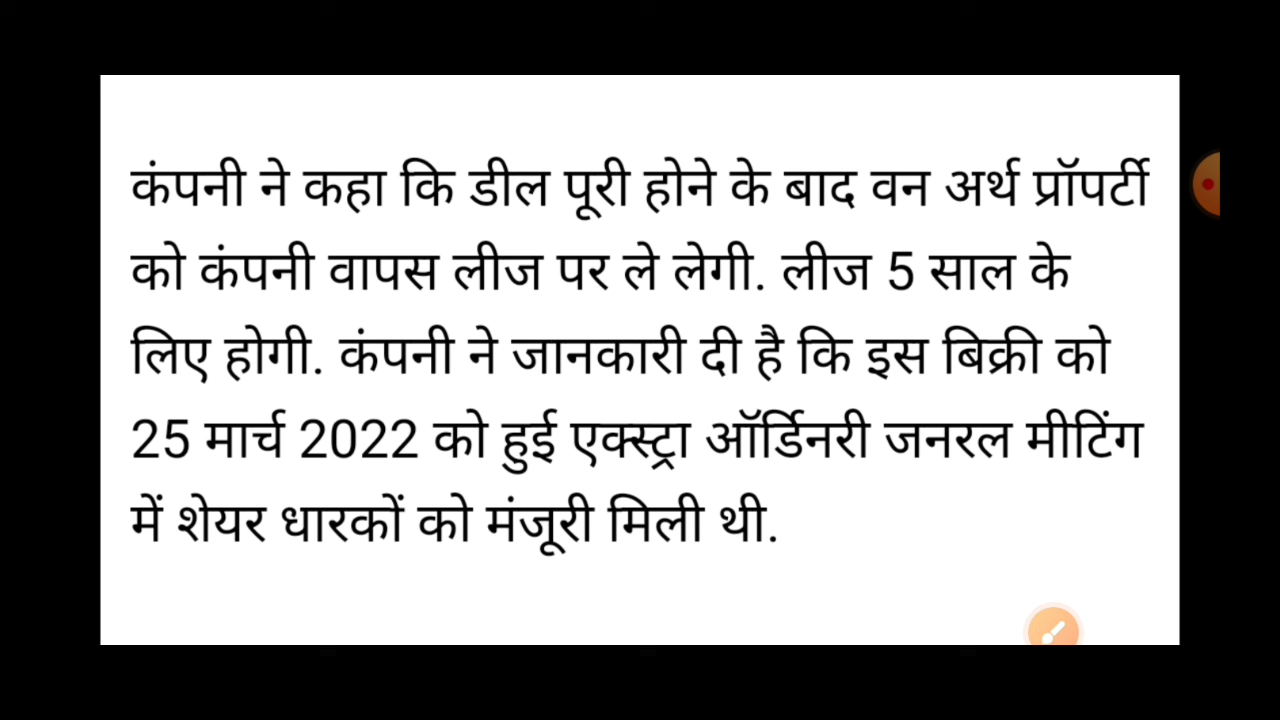 कंपनी ने कहा कि डील पूरी होने के बाद वन अर्थ प्रॉपर्टी
को कंपनी वापस लीज पर ले लेगी. लीज 5 साल के
लिए होगी. कंपनी ने जानकारी दी है कि इस बिक्री को
25 मार्च 2022 को हुई एक्स्ट्रा ऑर्डिनरी जनरल मीटिंग
में शेयर धारकों को मंजूरी मिली थी.